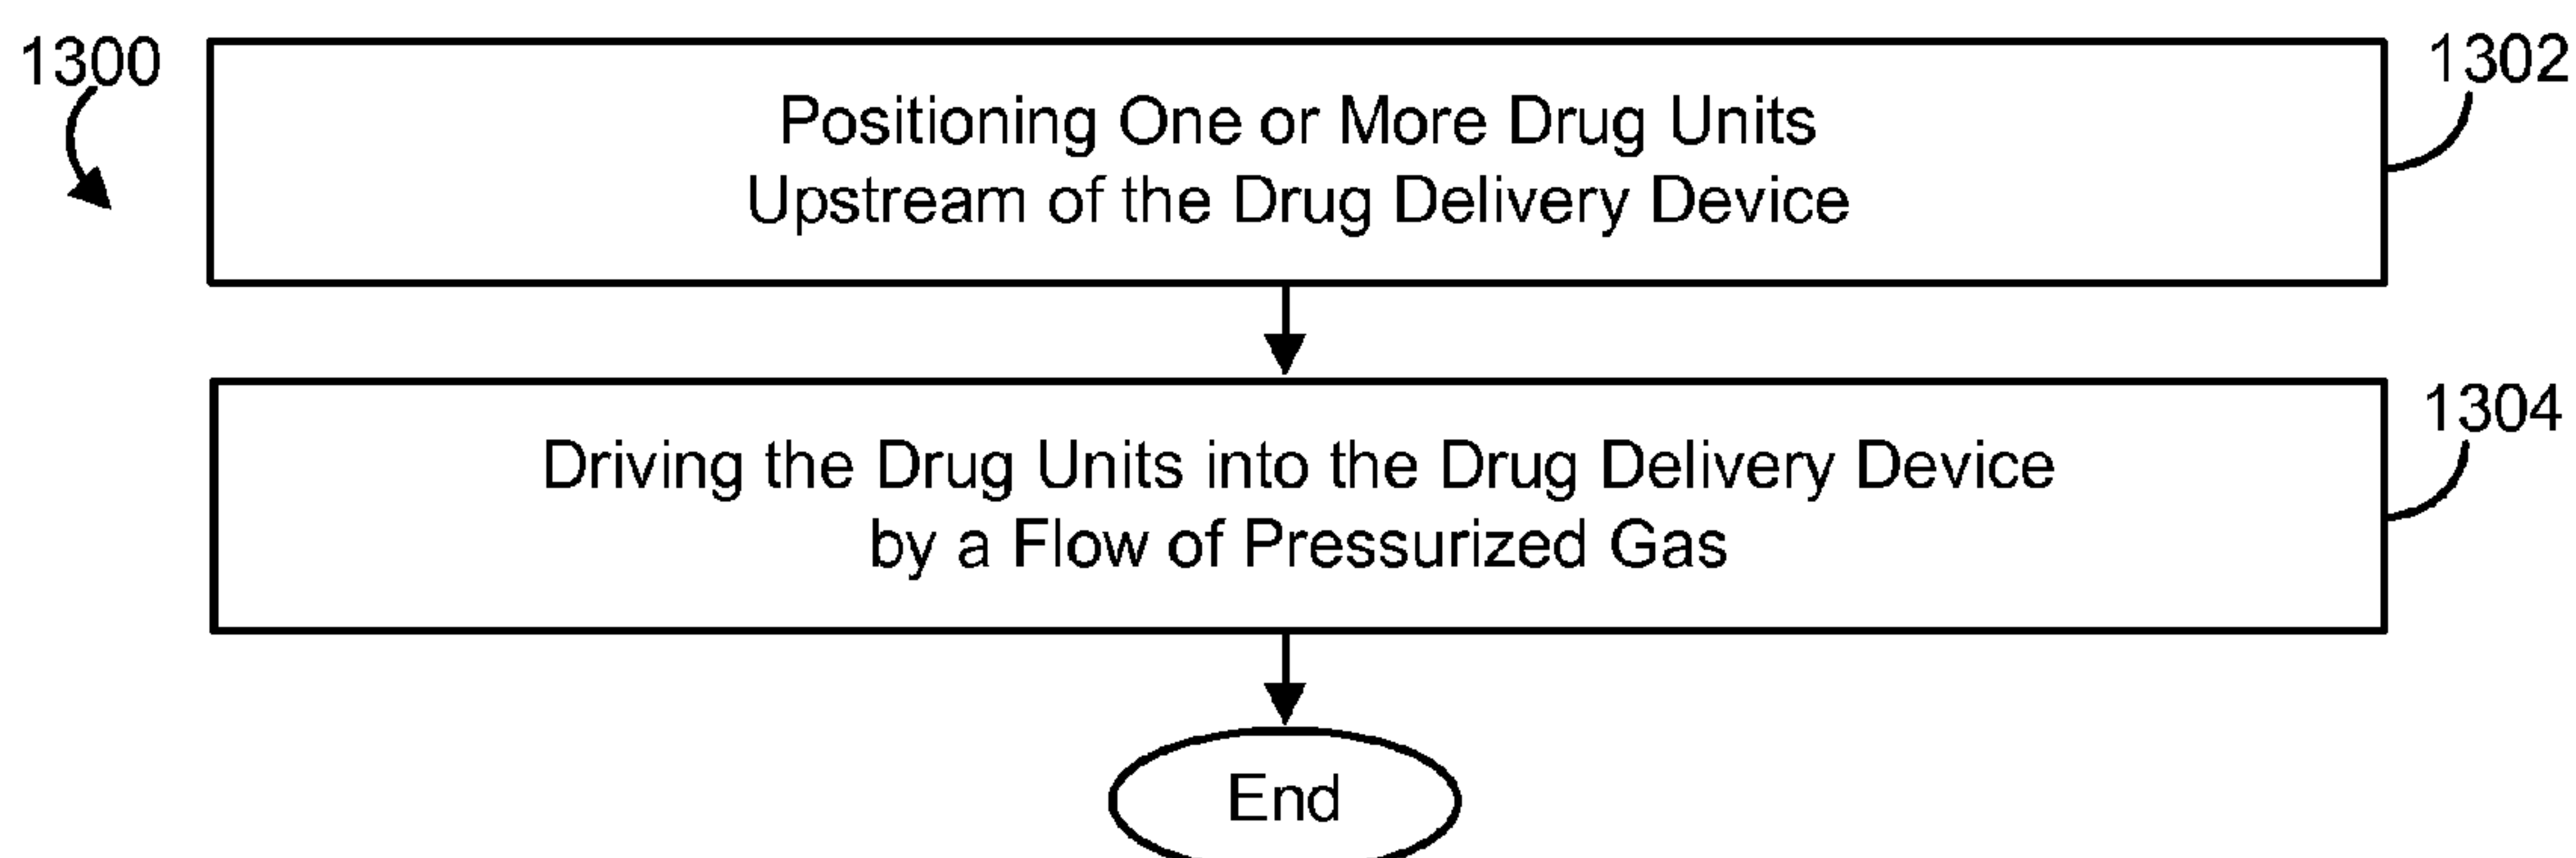 1300
1302
Positioning One or More Drug Units
Upstream of the Drug Delivery Device
1304
Driving the Drug Units into the Drug Delivery Device
by a Flow of Pressurized Gas
End